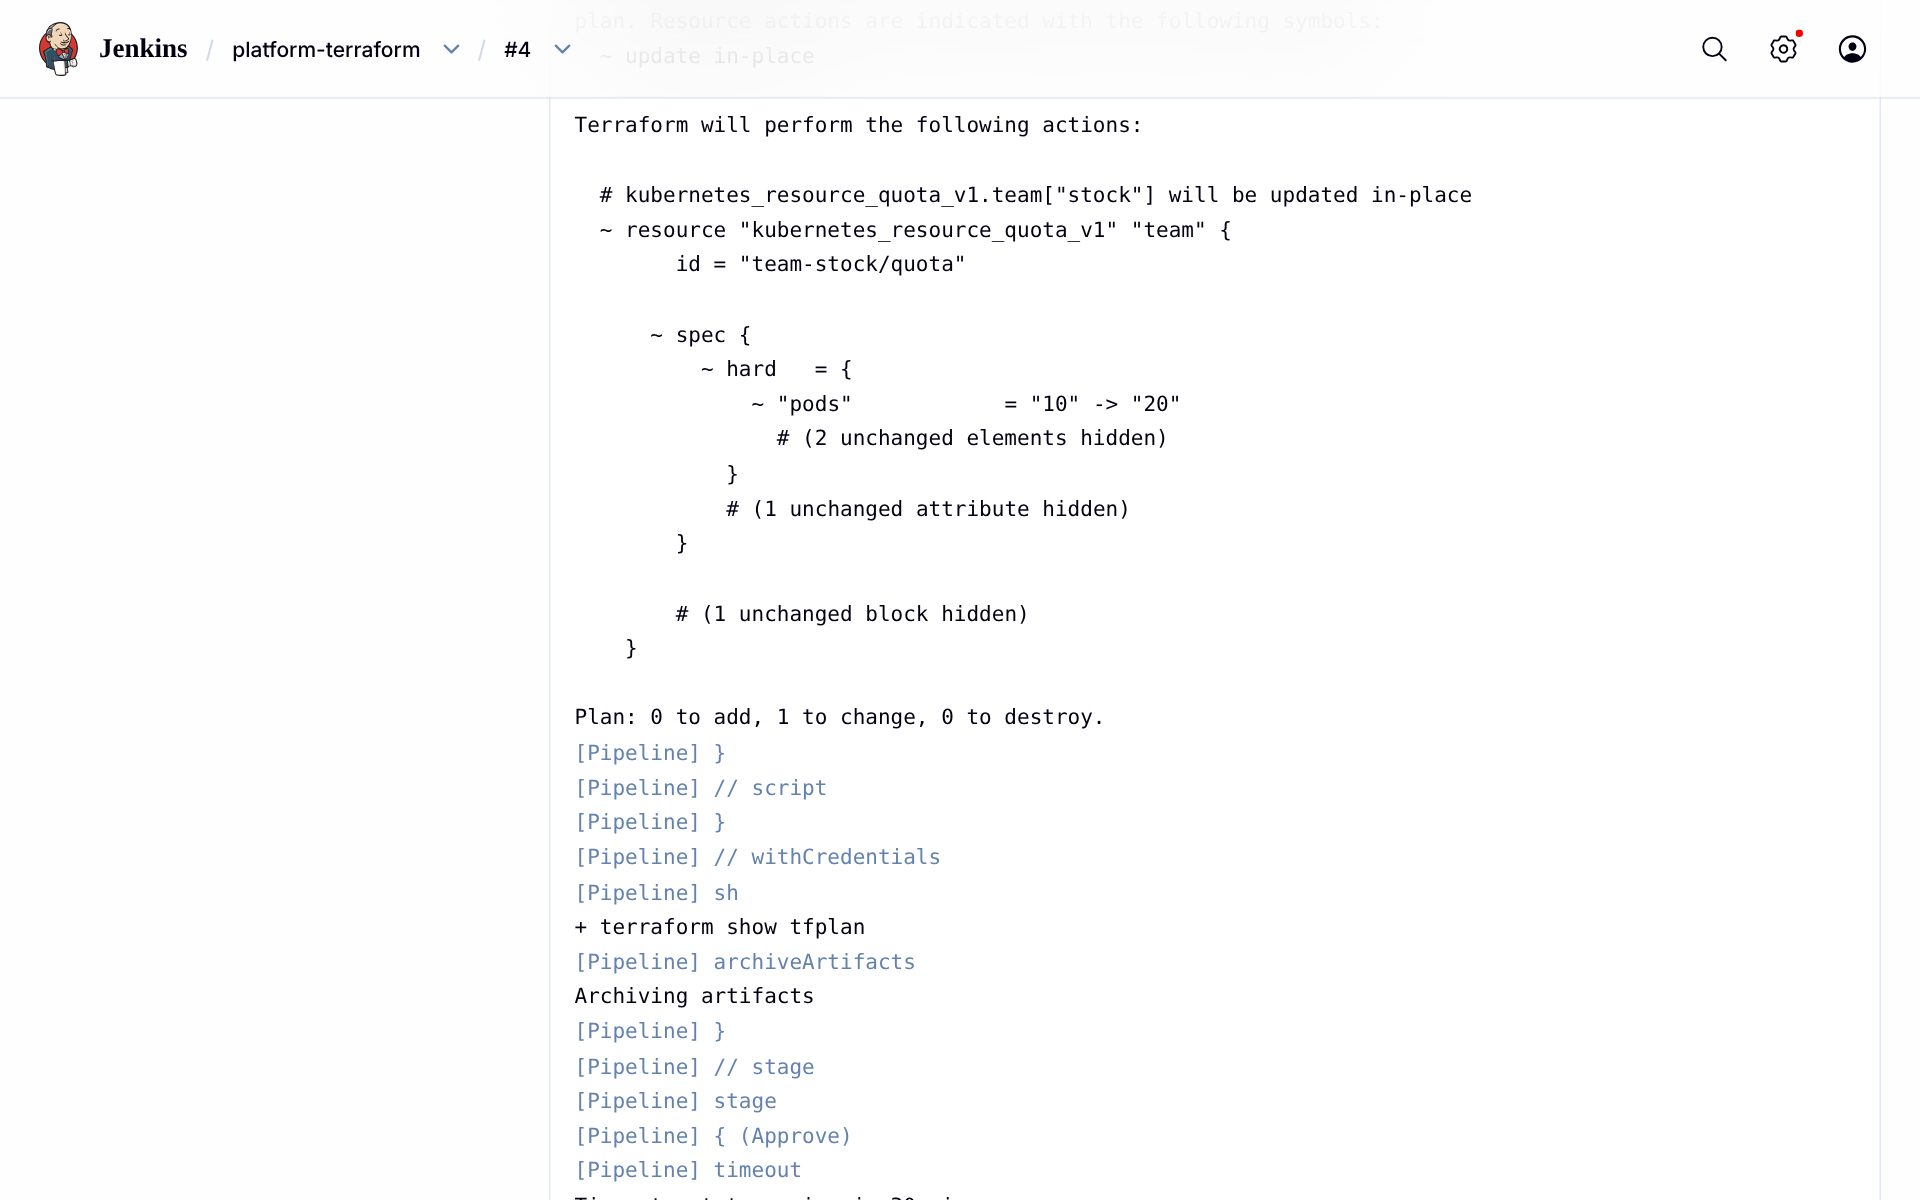 plan. Resource actions are indicated with the following symbols:
~ update in-place
Jenkins / platform-terraform / #4
Terraform will perform the following actions:
# kubernetes_resource_quota_v1.team["stock"] will be updated in-place
~ resource "kubernetes_resource_quota_v1" "team" {
id = "team-stock/quota"
~ spec {
~ hard = {
~ "pods" = "10" -> "20"
# (2 unchanged elements hidden)
}
# (1 unchanged attribute hidden)
}
# (1 unchanged block hidden)
}
Plan: 0 to add, 1 to change, 0 to destroy.
[Pipeline] }
[Pipeline] // script
[Pipeline] }
[Pipeline] // withCredentials
[Pipeline] sh
+ terraform show tfplan
[Pipeline] archiveArtifacts
Archiving artifacts
[Pipeline] }
[Pipeline] // stage
[Pipeline] stage
[Pipeline] { (Approve)
[Pipeline] timeout